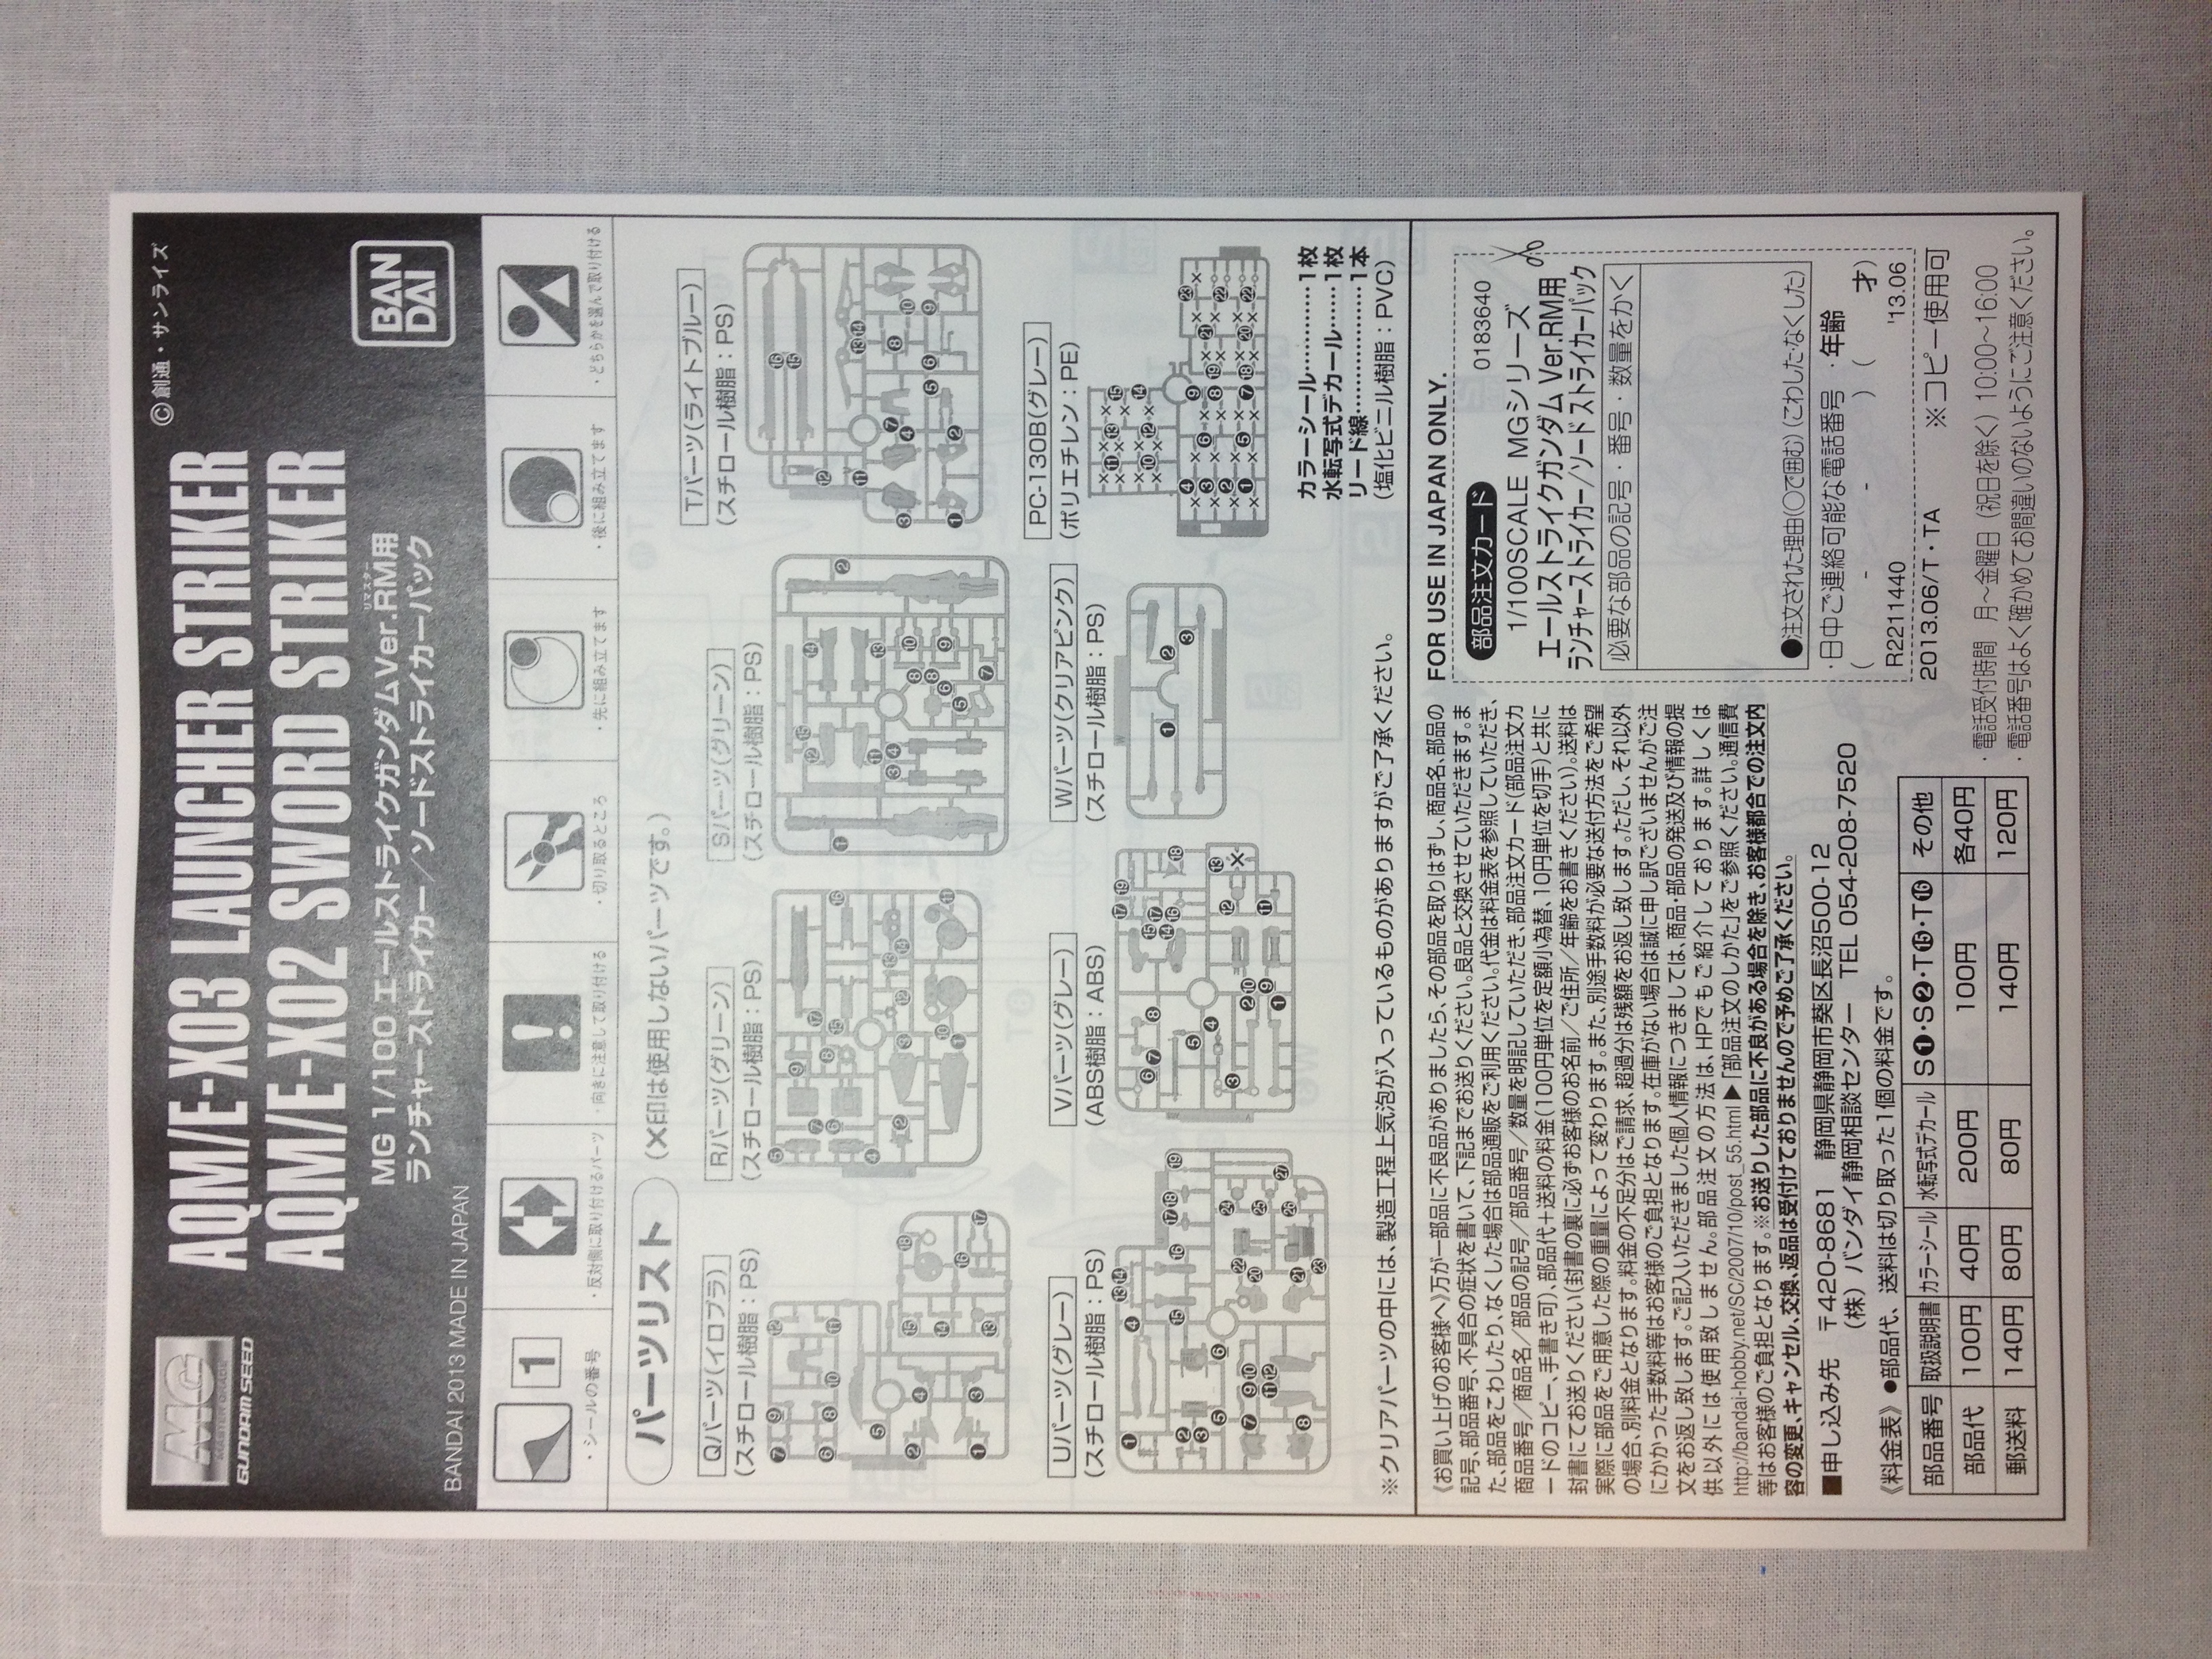 MG
MASTER GRADE
GUNDAM SEED
©創通・サンライズ
AQM/E-X03 LAUNCHER STRIKER
AQM/E-X02 SWORD STRIKER
リマスター
MG 1/100 エールストライクガンダムVer.RM用
ランチャーストライカー／ソードストライカーパック
BANDAI 2013 MADE IN JAPAN
BAN
DAI
1
・シールの番号
・反対側に取り付けるパーツ
・向きに注意して取り付ける
・切り取るところ
・先に組み立てます
・後に組み立てます
・どちらかを選んで取り付ける
パーツリスト （×印は使用しないパーツです。）
Qパーツ（イロプラ）
（スチロール樹脂：PS）
Rパーツ（グリーン）
（スチロール樹脂：PS）
Sパーツ（グリーン）
（スチロール樹脂：PS）
Tパーツ（ライトブルー）
（スチロール樹脂：PS）
Uパーツ（グレー）
（スチロール樹脂：PS）
Vパーツ（グレー）
（ABS樹脂：ABS）
Wパーツ（クリアピンク）
（スチロール樹脂：PS）
PC-130B（グレー）
（ポリエチレン：PE）
カラーシール…………1枚
水転写式デカール……1枚
リード線………………1本
（塩化ビニル樹脂：PVC）
※クリアパーツの中には、製造工程上気泡が入っているものがありますがご了承ください。
《お買い上げのお客様へ》万が一部品に不良品がありましたら、その部品を取りはずし、商品名、部品の
記号、部品番号、不具合の症状を書いて、下記までお送りください。良品と交換させていただきます。ま
た、部品をこわしたり、なくした場合は部品通販をご利用ください。代金は料金表を参照していただき、
商品番号／商品名／部品の記号／部品番号／数量を明記していただき、部品注文カード（部品注文カ
ードのコピー、手書き可）、部品代＋送料の料金（100円単位を定額小為替、10円単位を切手）と共に
封書にてお送りください（封書の裏に必ずお客様のお名前／ご住所／年齢をお書きください）。送料は
実際に部品をご用意した際の重量によって変わります。また、別途手数料が必要な送付方法をご希望
の場合、別料金となります。料金の不足分はご請求、超過分は残額をお返し致します。ただし、それ以外
にかかった手数料等はお客様のご負担となります。在庫がない場合は誠に申し訳ございませんがご注
文をお返し致します。ご記入いただきました個人情報につきましては、商品・部品の発送及び情報の提
供以外には使用致しません。部品注文の方法は、HPでもご紹介しております。詳しくは
http://bandai-hobby.net/SC/2007/10/post_55.html ▶「部品注文のしかた」をご参照ください。通信費
等はお客様のご負担となります。※お送りした部品に不良がある場合を除き、お客様都合での注文内
容の変更、キャンセル、交換、返品は受付けておりませんので予めご了承ください。
■申し込み先 〒420-8681 静岡県静岡市葵区長沼500-12
（株）バンダイ静岡相談センター TEL 054-208-7520
《料金表》●部品代、送料は切り取った1個の料金です。
部品番号 取扱説明書 カラーシール 水転写式デカール S❶・S❷・T⓯・T⓰ その他
部品代 100円 40円 200円 100円 各40円
郵送料 140円 80円 80円 140円 120円
FOR USE IN JAPAN ONLY.
部品注文カード 0183640
1/100SCALE MGシリーズ
エールストライクガンダム Ver.RM用
ランチャーストライカー／ソード ストライカーパック
必要な部品の記号・番号・数量をかく
●注文された理由（○で囲む）（こわした・なくした）
・日中ご連絡可能な電話番号 ・年齢
（ - - ）（ 才）
R2211440 '13.06
2013.06/T・TA ※コピー使用可
・電話受付時間 月～金曜日（祝日を除く）10:00～16:00
・電話番号はよく確かめてお間違いのないようにご注意ください。